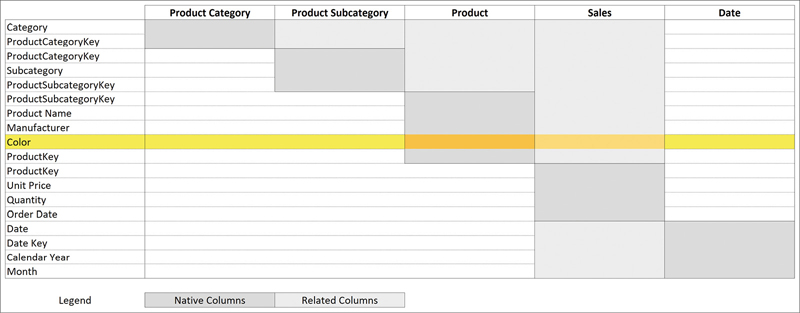 Product Category Product Subcategory Product Sales Date
Category
ProductCategoryKey
ProductCategoryKey
Subcategory
ProductSubcategoryKey
ProductSubcategoryKey
Product Name
Manufacturer
Color
ProductKey
ProductKey
Unit Price
Quantity
Order Date
Date
Date Key
Calendar Year
Month
Legend Native Columns Related Columns